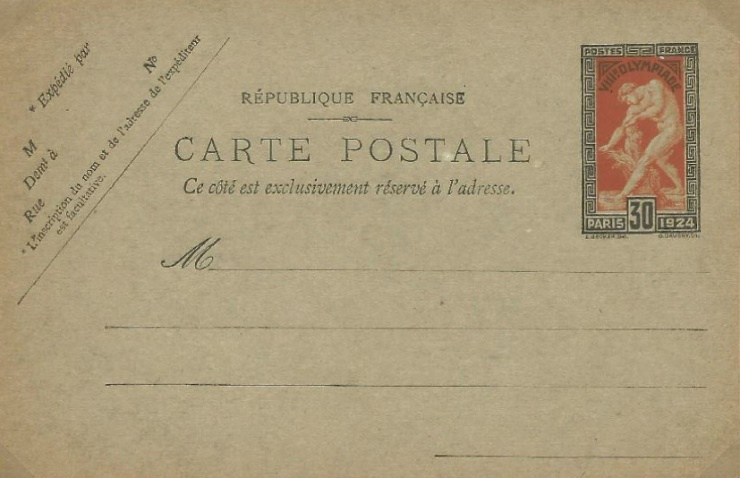 * Expédié par
M
Demt à
Rue Nº
* L'inscription du nom et de l'adresse de l'expéditeur
est facultative.
RÉPUBLIQUE FRANÇAISE
CARTE POSTALE
Ce côté est exclusivement réservé à l'adresse.
M
POSTES FRANCE
VIIIE OLYMPIADE
PARIS 30 1924